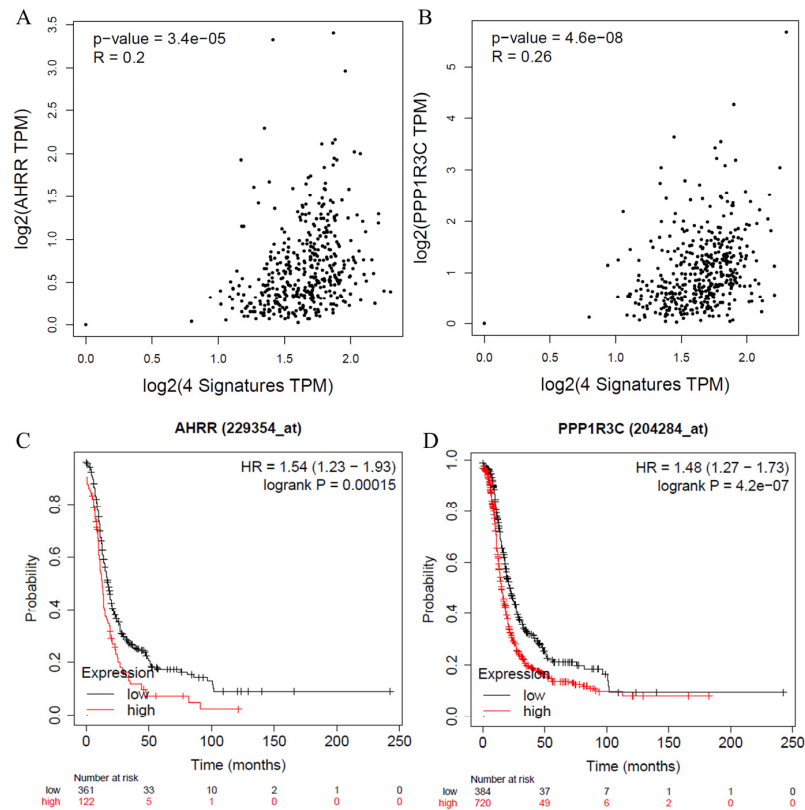 A
p-value = 3.4e-05
R = 0.2
log2(AHRR TPM)
3.5
3.0
2.5
2.0
1.5
1.0
0.5
0.0
0.0 0.5 1.0 1.5 2.0
log2(4 Signatures TPM)
B
p-value = 4.6e-08
R = 0.26
log2(PPP1R3C TPM)
5
4
3
2
1
0
0.0 0.5 1.0 1.5 2.0
log2(4 Signatures TPM)
C
AHRR (229354_at)
HR = 1.54 (1.23 − 1.93)
logrank P = 0.00015
Probability
0.8
0.6
0.4
0.2
0.0
Expression
low
high
0 50 100 150 200 250
Time (months)
Number at risk
low 361 33 10 2 1 0
high 122 5 1 0 0 0
D
PPP1R3C (204284_at)
HR = 1.48 (1.27 − 1.73)
logrank P = 4.2e-07
Probability
1.0
0.8
0.6
0.4
0.2
0.0
Expression
low
high
0 50 100 150 200 250
Time (months)
Number at risk
low 384 37 7 1 1 0
high 720 49 6 2 0 0